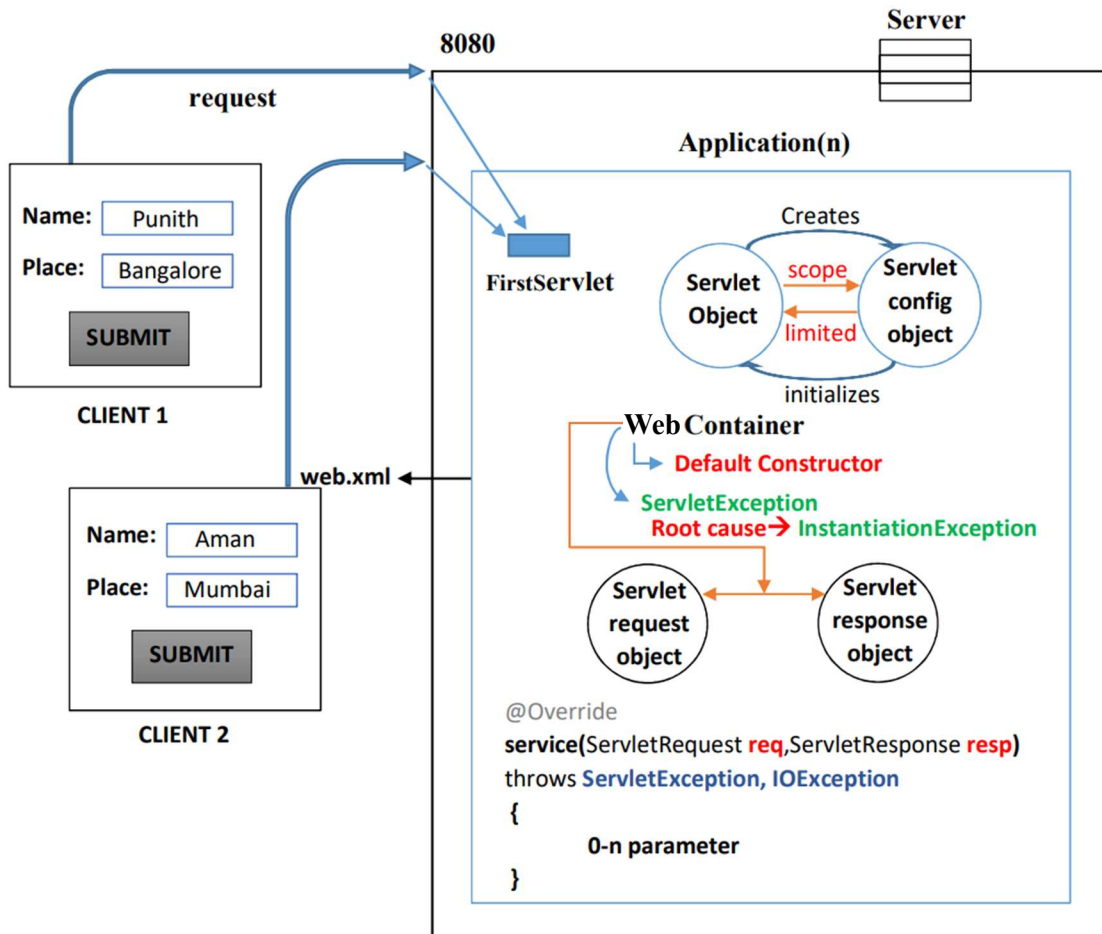 Server
8080
request
Application(n)
Name: Punith
Place: Bangalore
SUBMIT
CLIENT 1
FirstServlet
Creates
Servlet
Object
scope
limited
Servlet
config
object
initializes
Web Container
Default Constructor
ServletException
Root cause→ InstantiationException
web.xml
Name: Aman
Place: Mumbai
SUBMIT
CLIENT 2
Servlet
request
object
Servlet
response
object
@Override
service(ServletRequest req,ServletResponse resp)
throws ServletException, IOException
{
0-n parameter
}